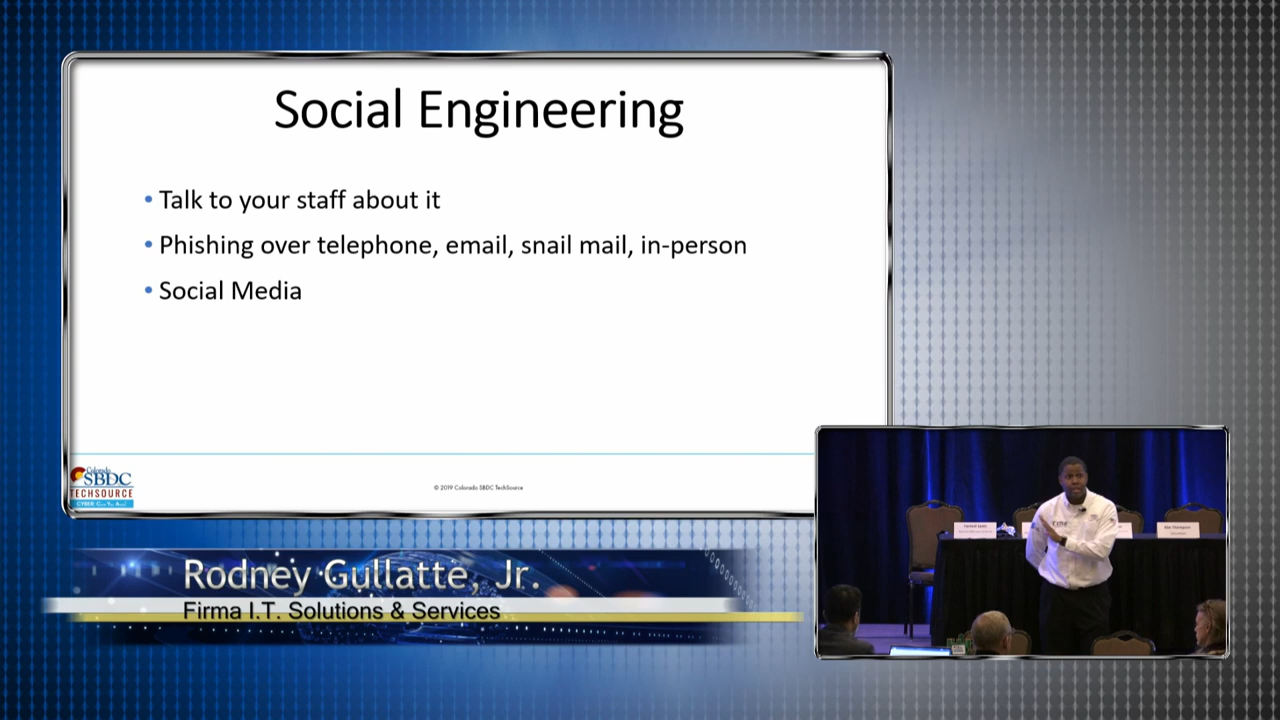 Social Engineering
• Talk to your staff about it
• Phishing over telephone, email, snail mail, in-person
• Social Media
Colorado
SBDC
TECHSOURCE
© 2019 Colorado SBDC TechSource
Rodney Gullatte, Jr.
Firma I.T. Solutions & Services